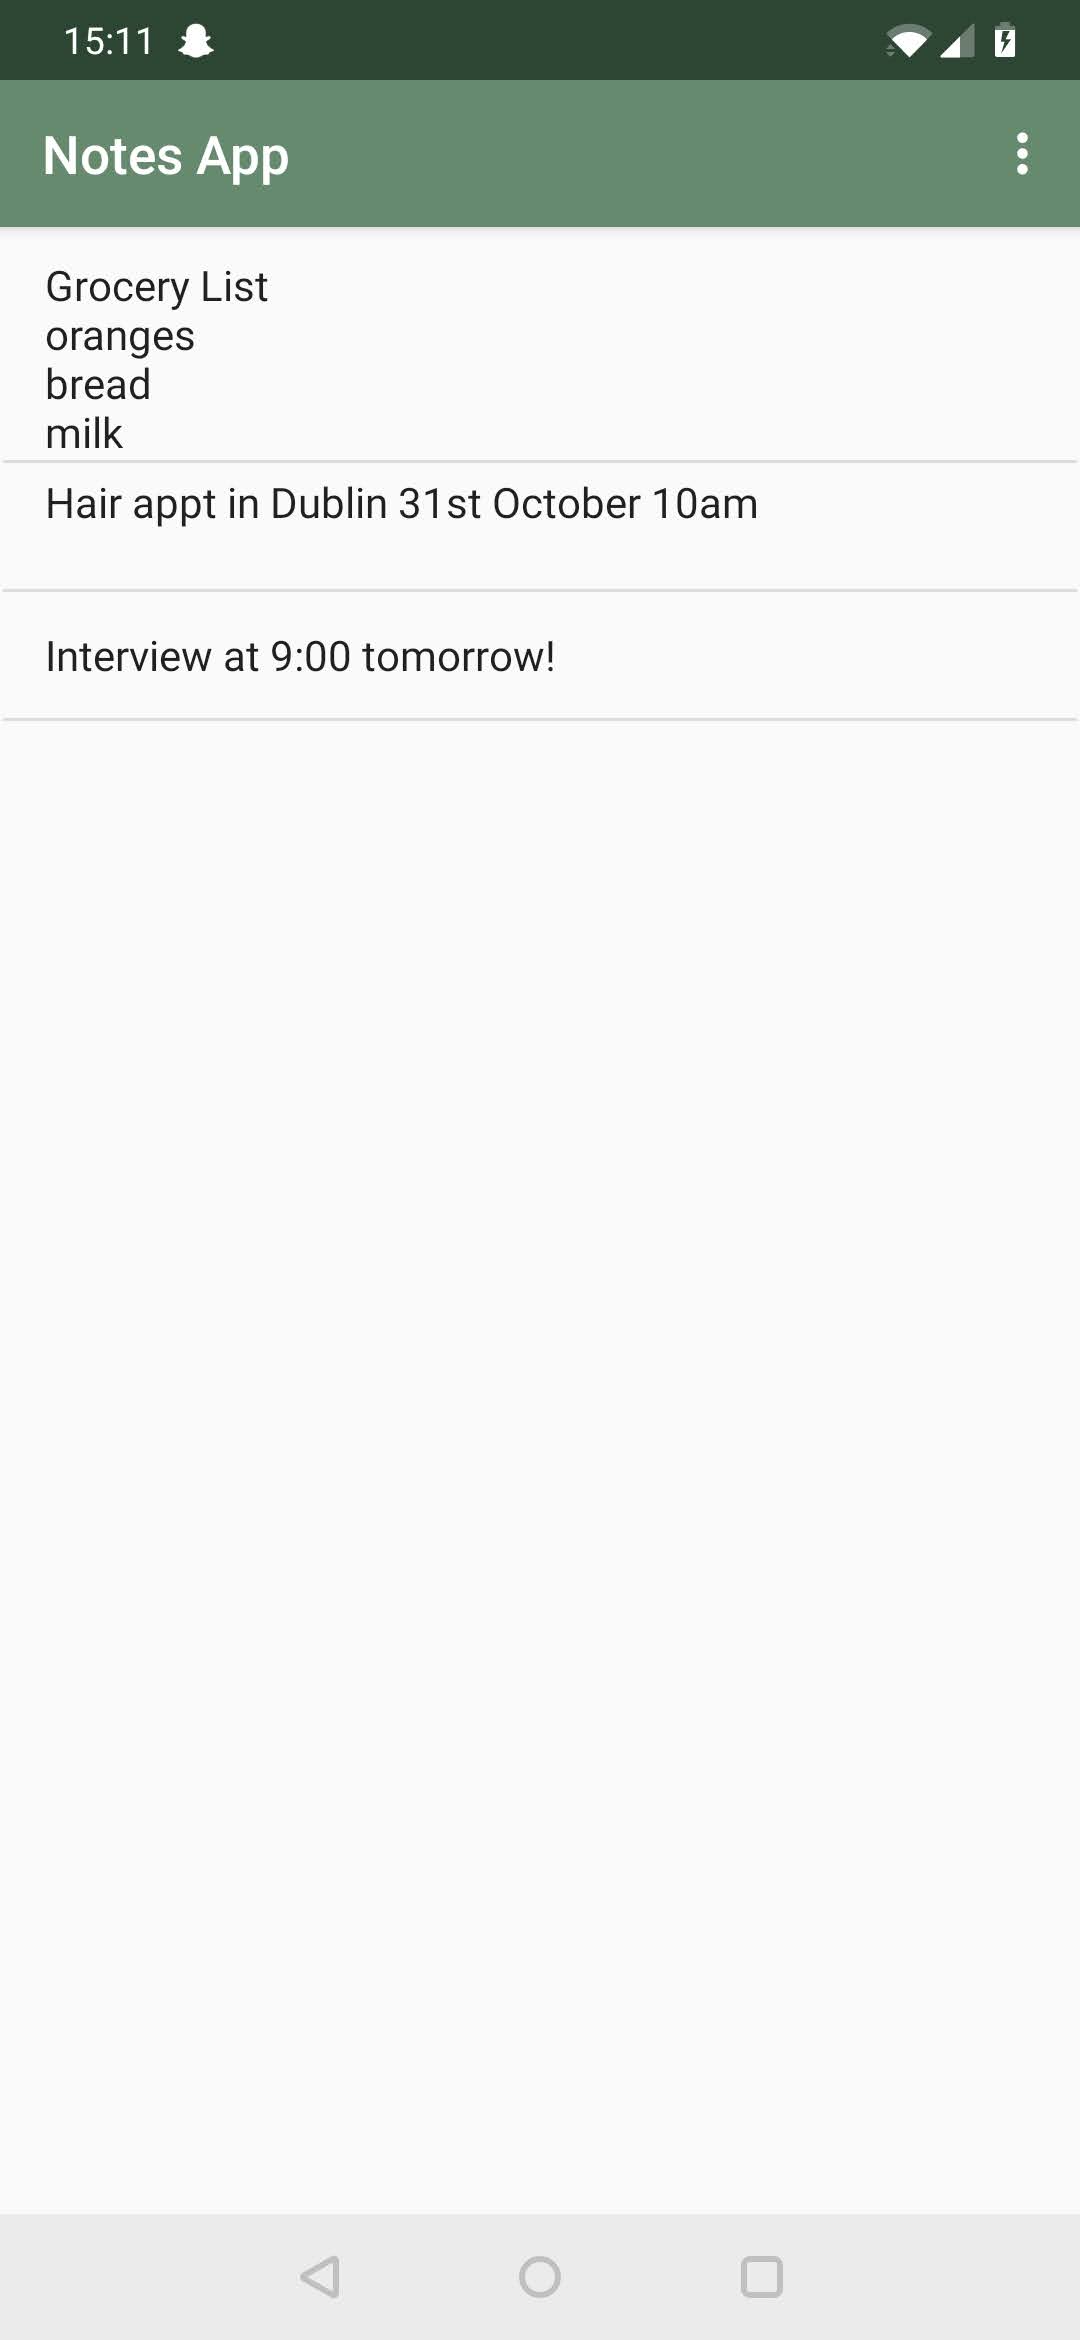 15:11
Notes App
Grocery List
oranges
bread
milk
Hair appt in Dublin 31st October 10am
Interview at 9:00 tomorrow!